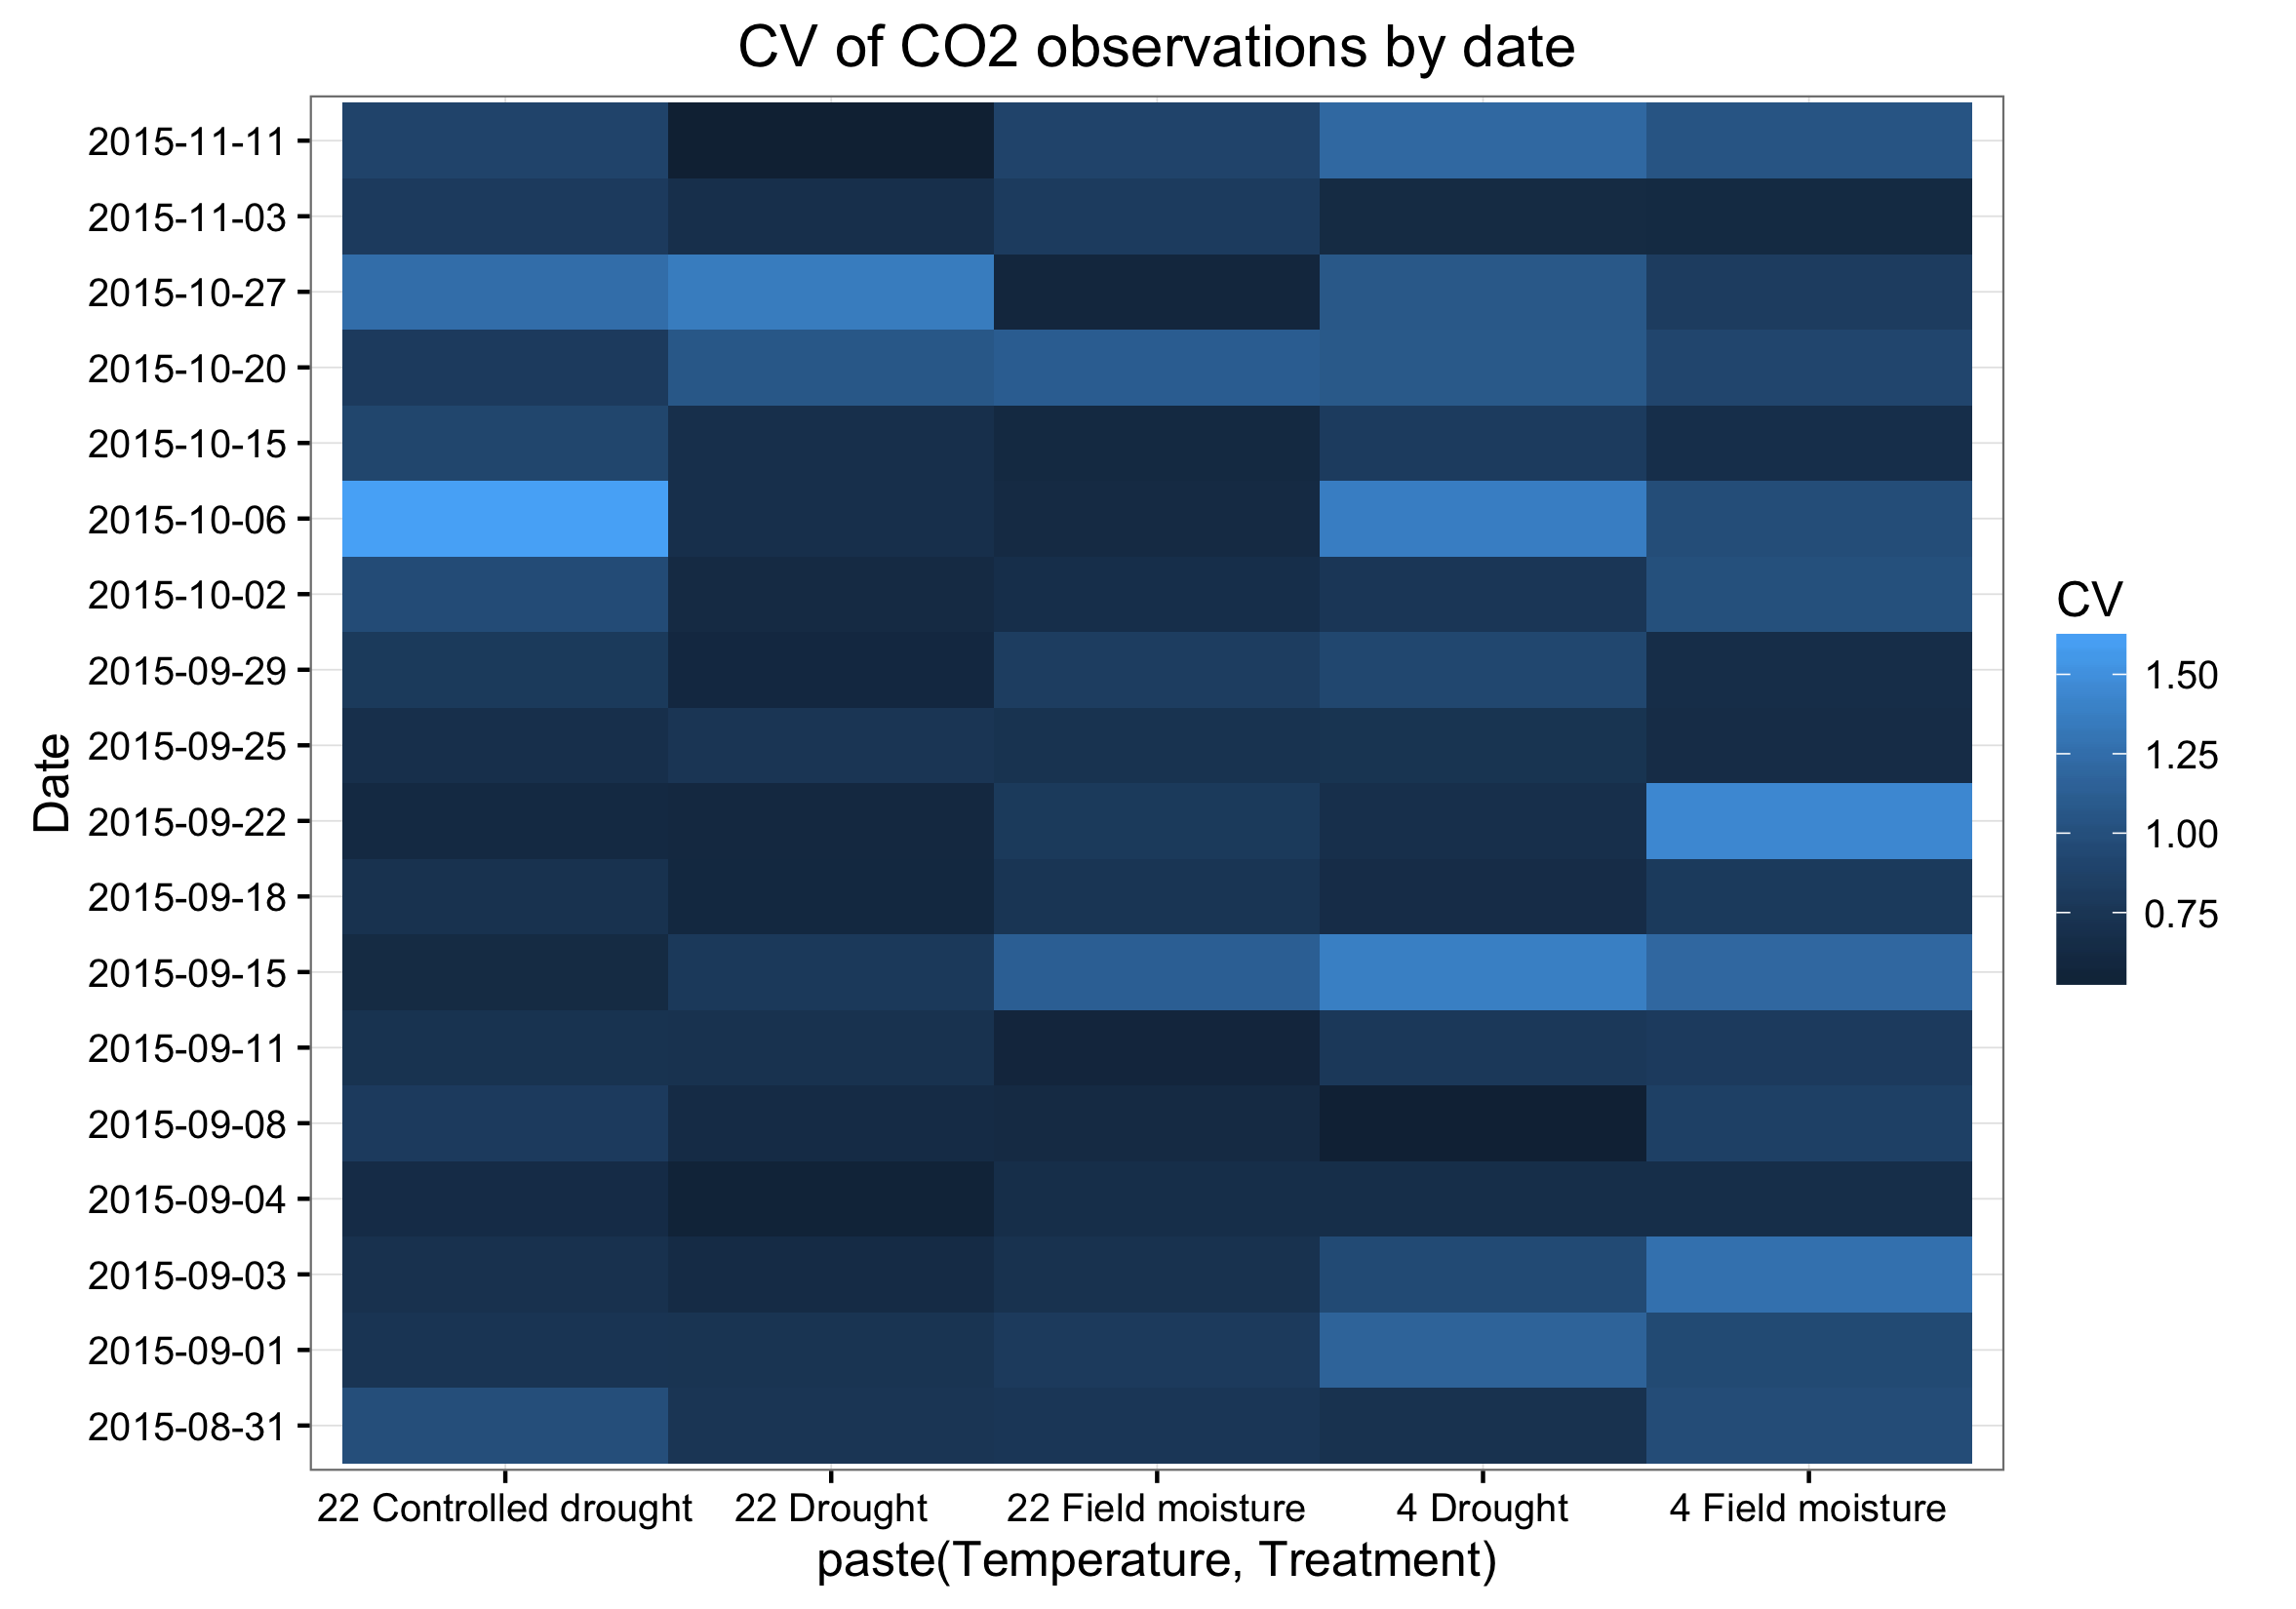 CV of CO2 observations by date
Date
2015-11-11
2015-11-03
2015-10-27
2015-10-20
2015-10-15
2015-10-06
2015-10-02
2015-09-29
2015-09-25
2015-09-22
2015-09-18
2015-09-15
2015-09-11
2015-09-08
2015-09-04
2015-09-03
2015-09-01
2015-08-31
22 Controlled drought
22 Drought
22 Field moisture
4 Drought
4 Field moisture
paste(Temperature, Treatment)
CV
1.50
1.25
1.00
0.75